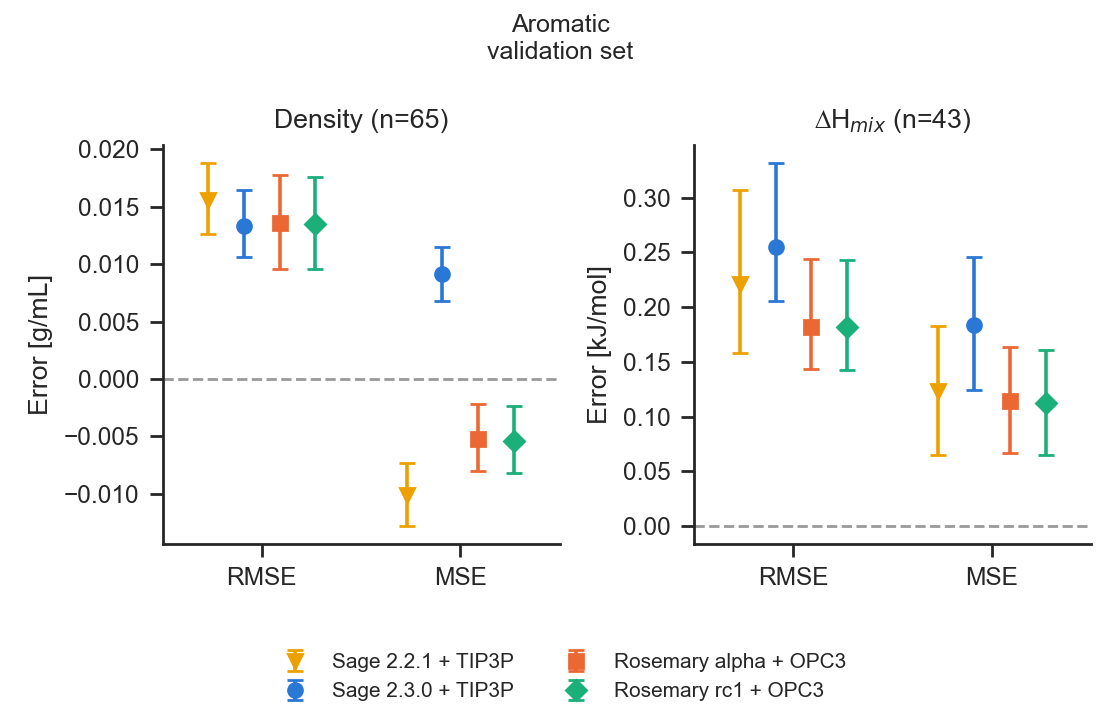 Aromatic
validation set
Density (n=65)
ΔHmix (n=43)
Error [g/mL]
0.020
0.015
0.010
0.005
0.000
−0.005
−0.010
RMSE
MSE
Error [kJ/mol]
0.30
0.25
0.20
0.15
0.10
0.05
0.00
RMSE
MSE
Sage 2.2.1 + TIP3P
Sage 2.3.0 + TIP3P
Rosemary alpha + OPC3
Rosemary rc1 + OPC3